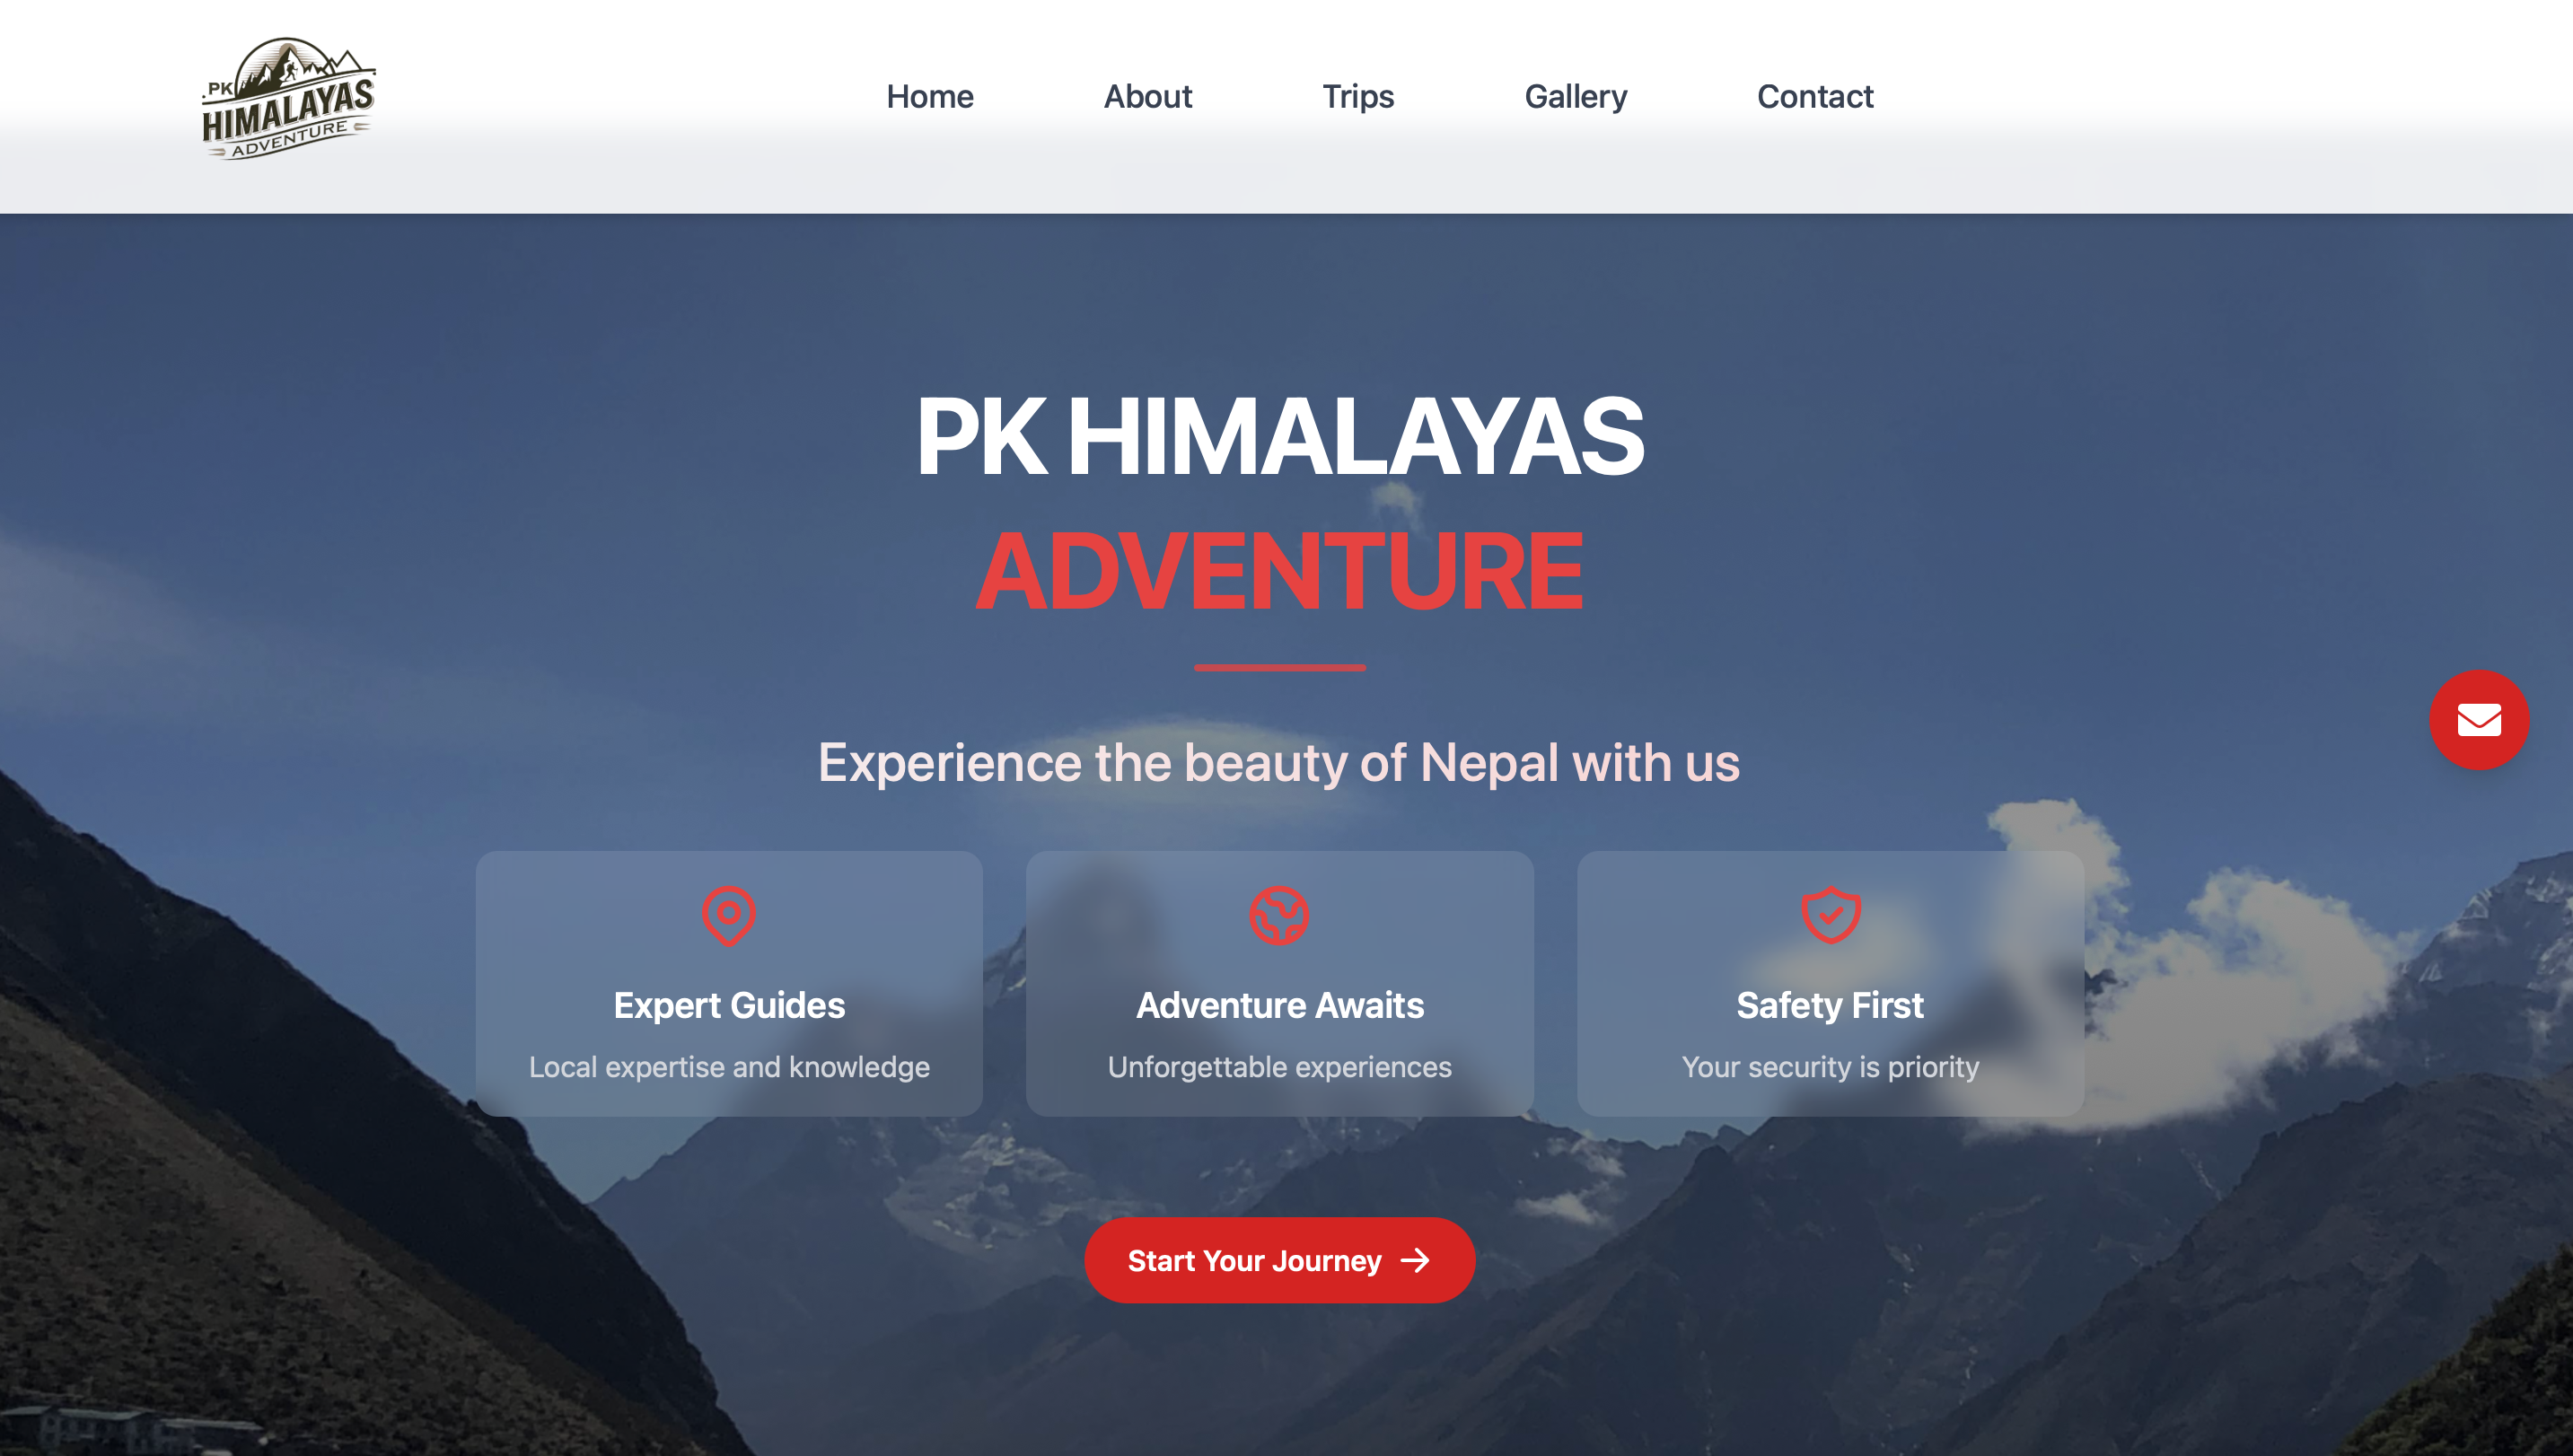 PK
HIMALAYAS
ADVENTURE
Home
About
Trips
Gallery
Contact
PK HIMALAYAS
ADVENTURE
Experience the beauty of Nepal with us
Expert Guides
Local expertise and knowledge
Adventure Awaits
Unforgettable experiences
Safety First
Your security is priority
Start Your Journey →